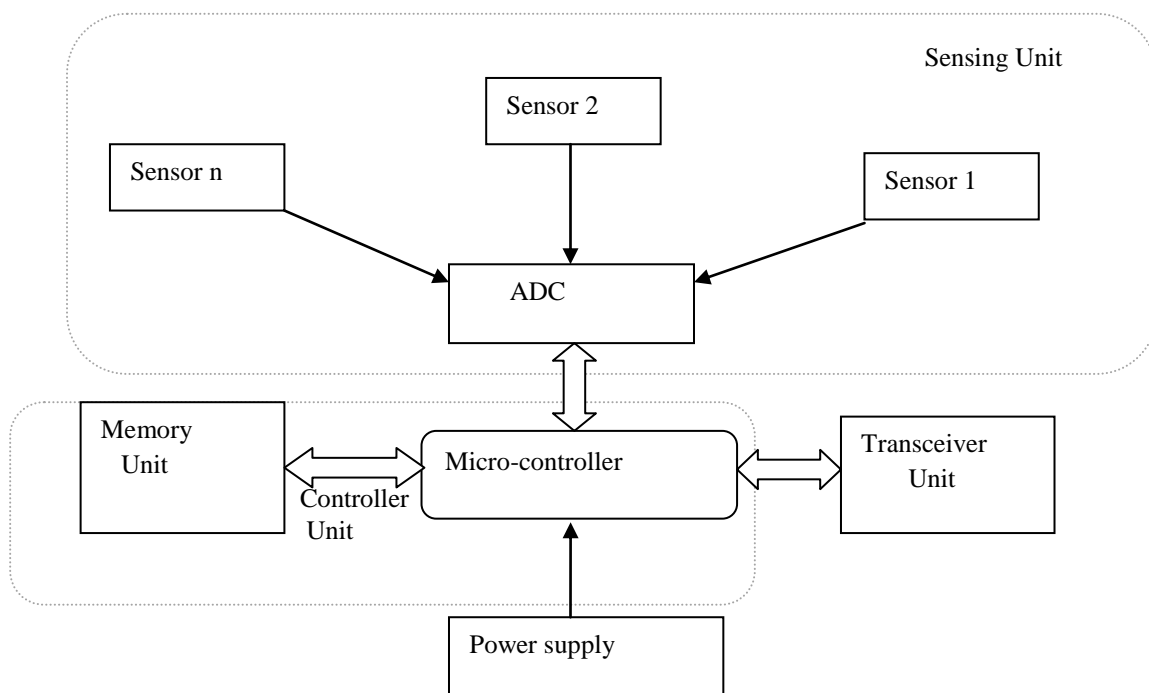 Sensing Unit
Sensor 2
Sensor n
Sensor 1
ADC
Memory
Unit
Micro-controller
Transceiver
Unit
Controller
Unit
Power supply